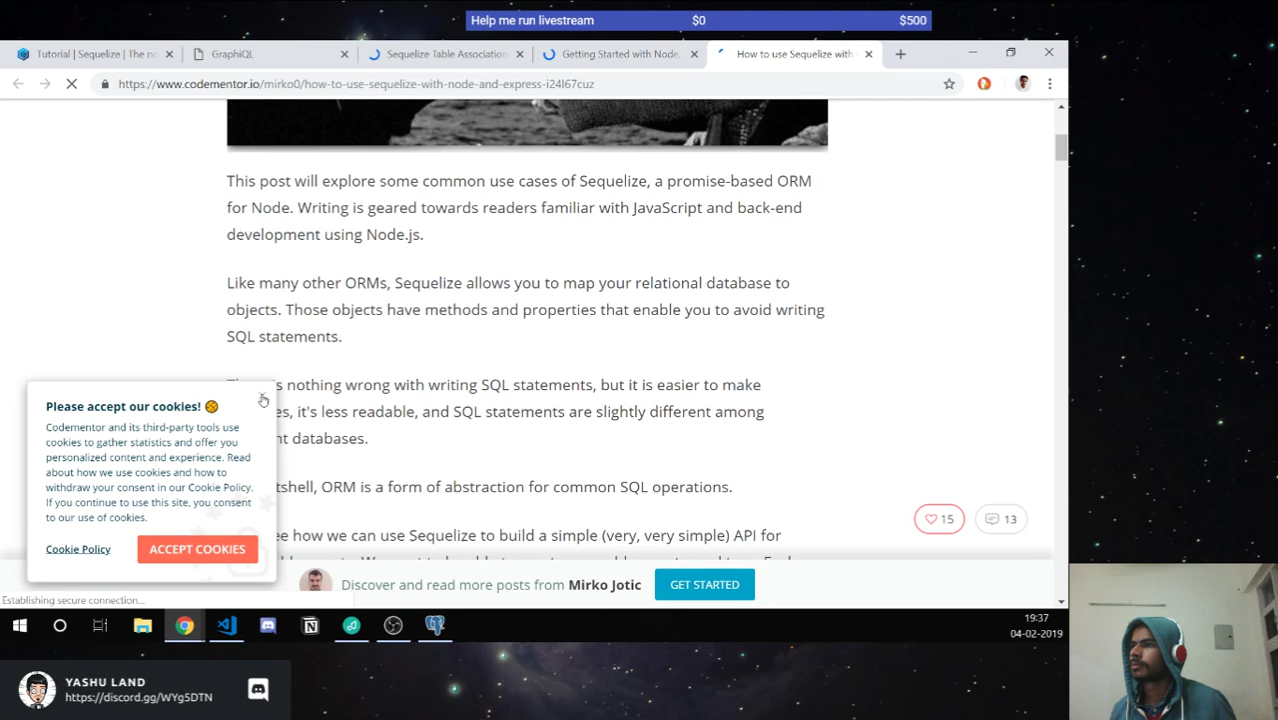 Help me run livestream $0 $500
Tutorial | Sequelize | The no
GraphiQL
Sequelize Table Association
Getting Started with Node.
How to use Sequelize with
https://www.codementor.io/mirko0/how-to-use-sequelize-with-node-and-express-i24l67cuz
This post will explore some common use cases of Sequelize, a promise-based ORM
for Node. Writing is geared towards readers familiar with JavaScript and back-end
development using Node.js.
Like many other ORMs, Sequelize allows you to map your relational database to
objects. Those objects have methods and properties that enable you to avoid writing
SQL statements.
nothing wrong with writing SQL statements, but it is easier to make
it's less readable, and SQL statements are slightly different among
databases.
ORM is a form of abstraction for common SQL operations.
how we can use Sequelize to build a simple (very, very simple) API for
Please accept our cookies!
Codementor and its third-party tools use
cookies to gather statistics and offer you
personalized content and experience. Read
about how we use cookies and how to
withdraw your consent in our Cookie Policy.
If you continue to use this site, you consent
to our use of cookies.
Cookie Policy
ACCEPT COOKIES
15
13
Discover and read more posts from Mirko Jotic
GET STARTED
Establishing secure connection...
19:37
04-02-2019
YASHU LAND
https://discord.gg/WYg5DTN